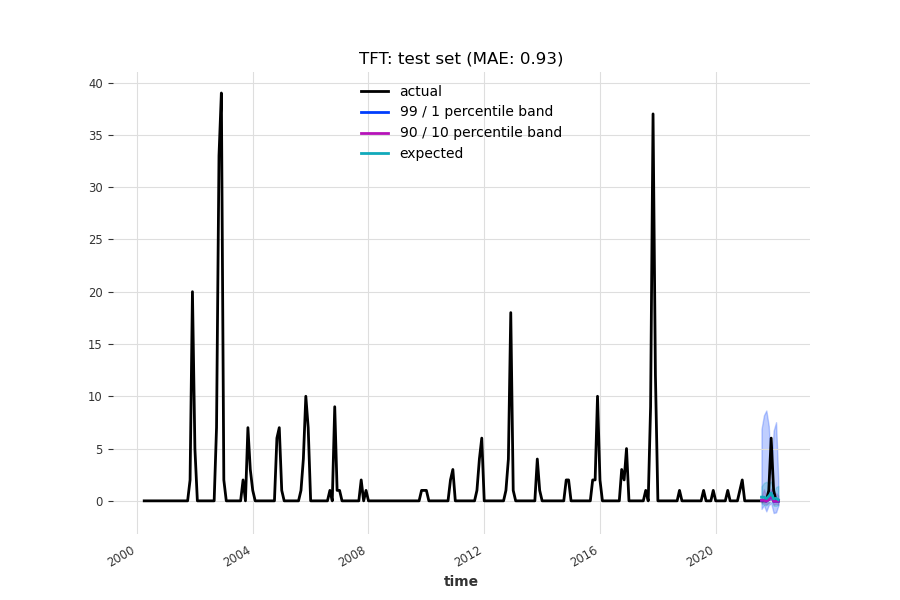 TFT: test set (MAE: 0.93)
actual
99 / 1 percentile band
90 / 10 percentile band
expected
40
35
30
25
20
15
10
5
0
2000
2004
2008
2012
2016
2020
time